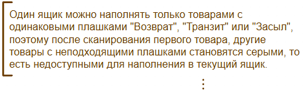 Один ящик можно наполнять только товарами с
одинаковыми плашками "Возврат", "Транзит" или "Засыл",
поэтому после сканирования первого товара, другие
товары с неподходящими плашками становятся серыми, то
есть недоступными для наполнения в текущий ящик.